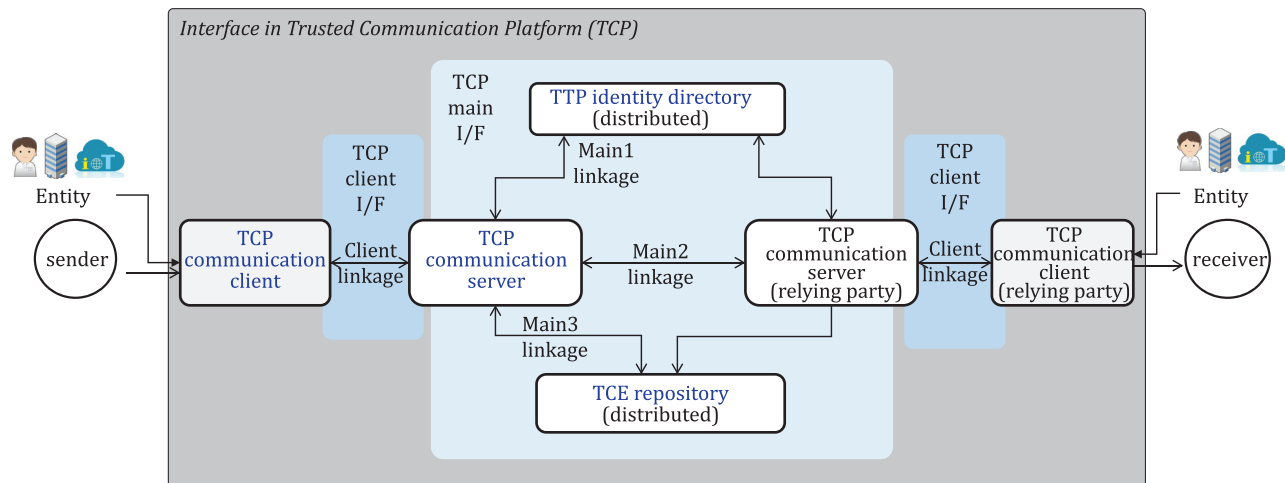 Interface in Trusted Communication Platform (TCP)
TCP
main
I/F
TTP identity directory
(distributed)
Main1
linkage
TCP
client
I/F
TCP
client
I/F
iOT
Entity
sender
TCP
communication
client
Client
linkage
TCP
communication
server
Main2
linkage
TCP
communication
server
(relying party)
Client
linkage
TCP
communication
client
(relying party)
iOT
Entity
receiver
Main3
linkage
TCE repository
(distributed)